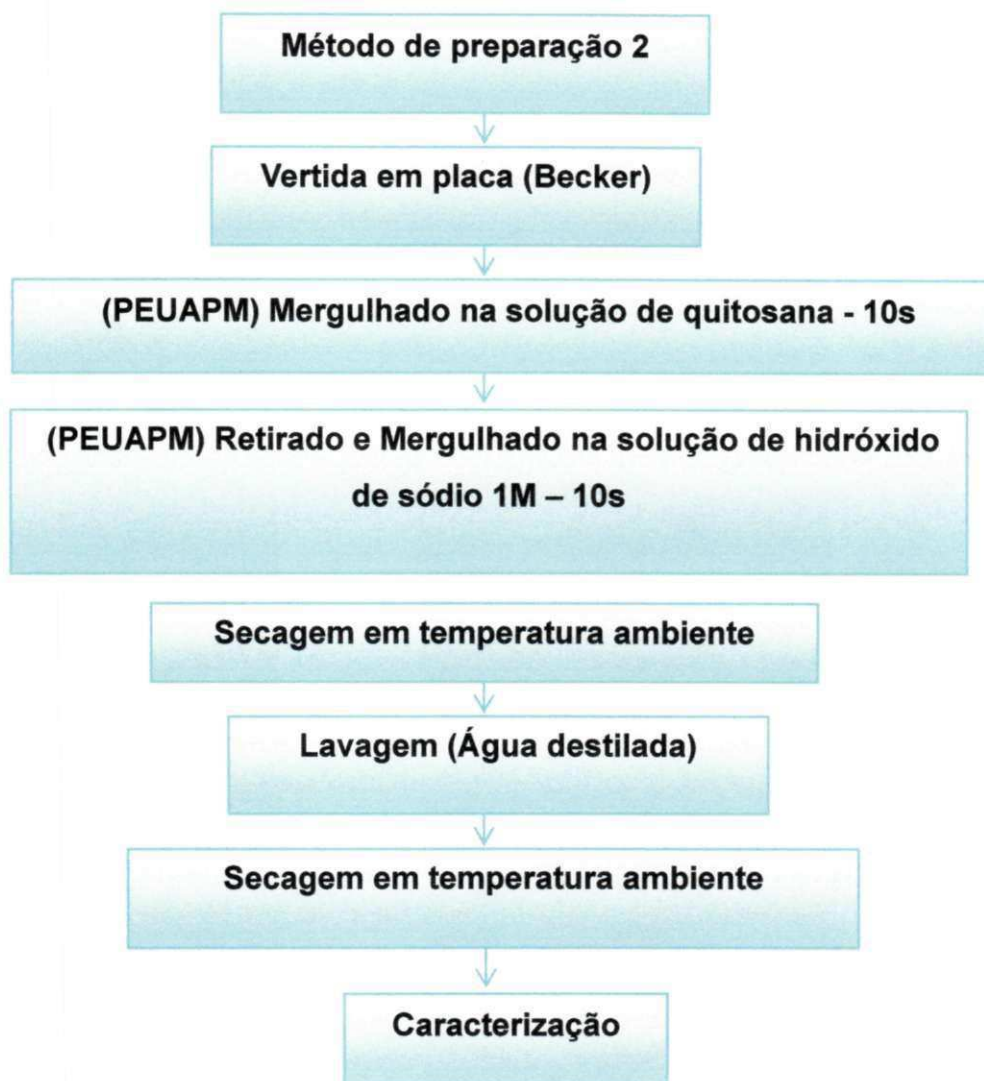 Método de preparação 2
Vertida em placa (Becker)
(PEUAPM) Mergulhado na solução de quitosana - 10s
(PEUAPM) Retirado e Mergulhado na solução de hidróxido
de sódio 1M – 10s
Secagem em temperatura ambiente
Lavagem (Água destilada)
Secagem em temperatura ambiente
Caracterização